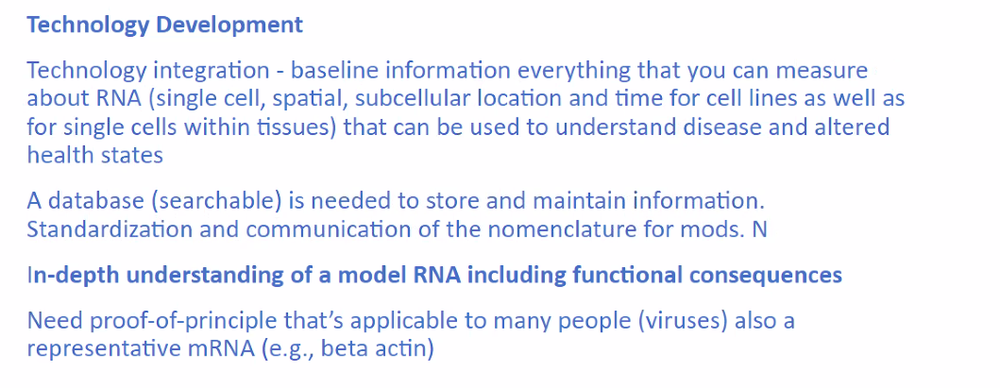 Technology Development
Technology integration - baseline information everything that you can measure
about RNA (single cell, spatial, subcellular location and time for cell lines as well as
for single cells within tissues) that can be used to understand disease and altered
health states
A database (searchable) is needed to store and maintain information.
Standardization and communication of the nomenclature for mods. N
In-depth understanding of a model RNA including functional consequences
Need proof-of-principle that’s applicable to many people (viruses) also a
representative mRNA (e.g., beta actin)